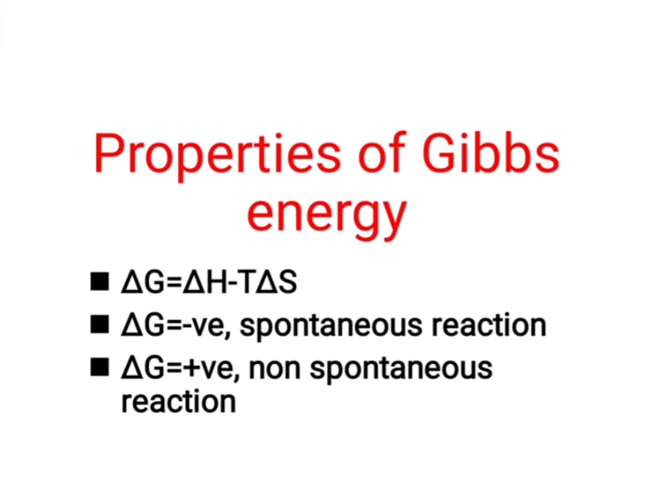 Properties of Gibbs
energy
■ ΔG=ΔH-TΔS
■ ΔG=-ve, spontaneous reaction
■ ΔG=+ve, non spontaneous
reaction